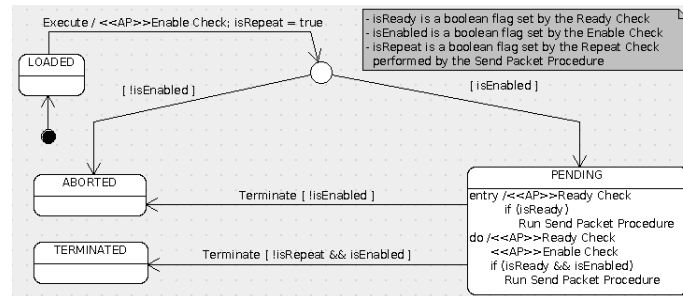 Execute / <<AP>>Enable Check; isRepeat = true
- isReady is a boolean flag set by the Ready Check
- isEnabled is a boolean flag set by the Enable Check
- isRepeat is a boolean flag set by the Repeat Check
performed by the Send Packet Procedure
LOADED
[ !isEnabled ]
[ isEnabled ]
ABORTED
Terminate [ !isEnabled ]
TERMINATED
Terminate [ !isRepeat && isEnabled ]
PENDING
entry /<<AP>>Ready Check
if (isReady)
Run Send Packet Procedure
do /<<AP>>Ready Check
<<AP>>Enable Check
if (isReady && isEnabled)
Run Send Packet Procedure